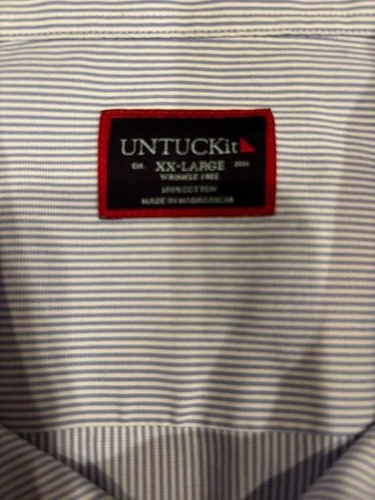 UNTUCKit
Est. XX-LARGE 2011
WRINKLE FREE
100% COTTON
MADE IN MADAGASCAR